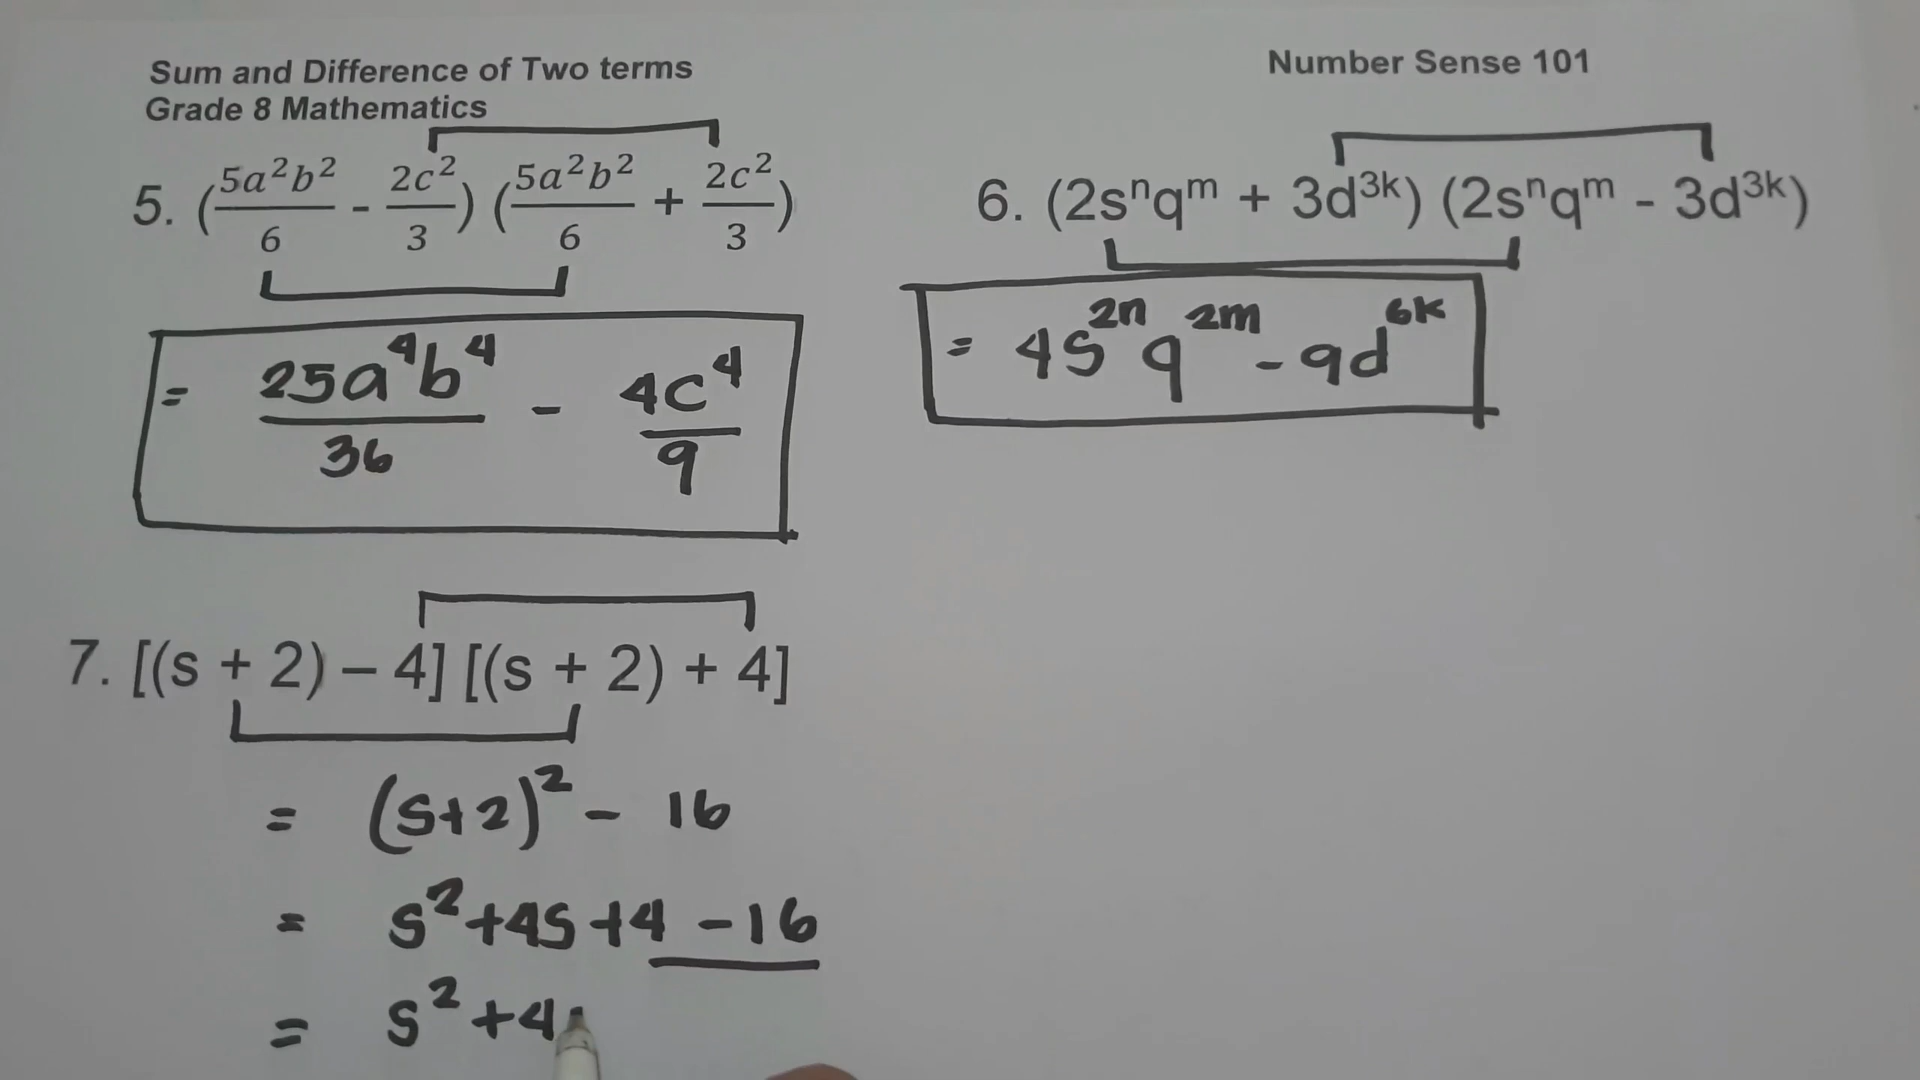 Sum and Difference of Two terms
Grade 8 Mathematics
Number Sense 101
5. (5a²b²/6 - 2c²/3) (5a²b²/6 + 2c²/3)
= 25a⁴b⁴/36 - 4c⁴/9
6. (2sⁿqᵐ + 3d³ᵏ) (2sⁿqᵐ - 3d³ᵏ)
= 4s²ⁿq²ᵐ - 9d⁶ᵏ
7. [(s + 2) – 4] [(s + 2) + 4]
= (s+2)² - 16
= s² +4s +4 -16
= s² +4